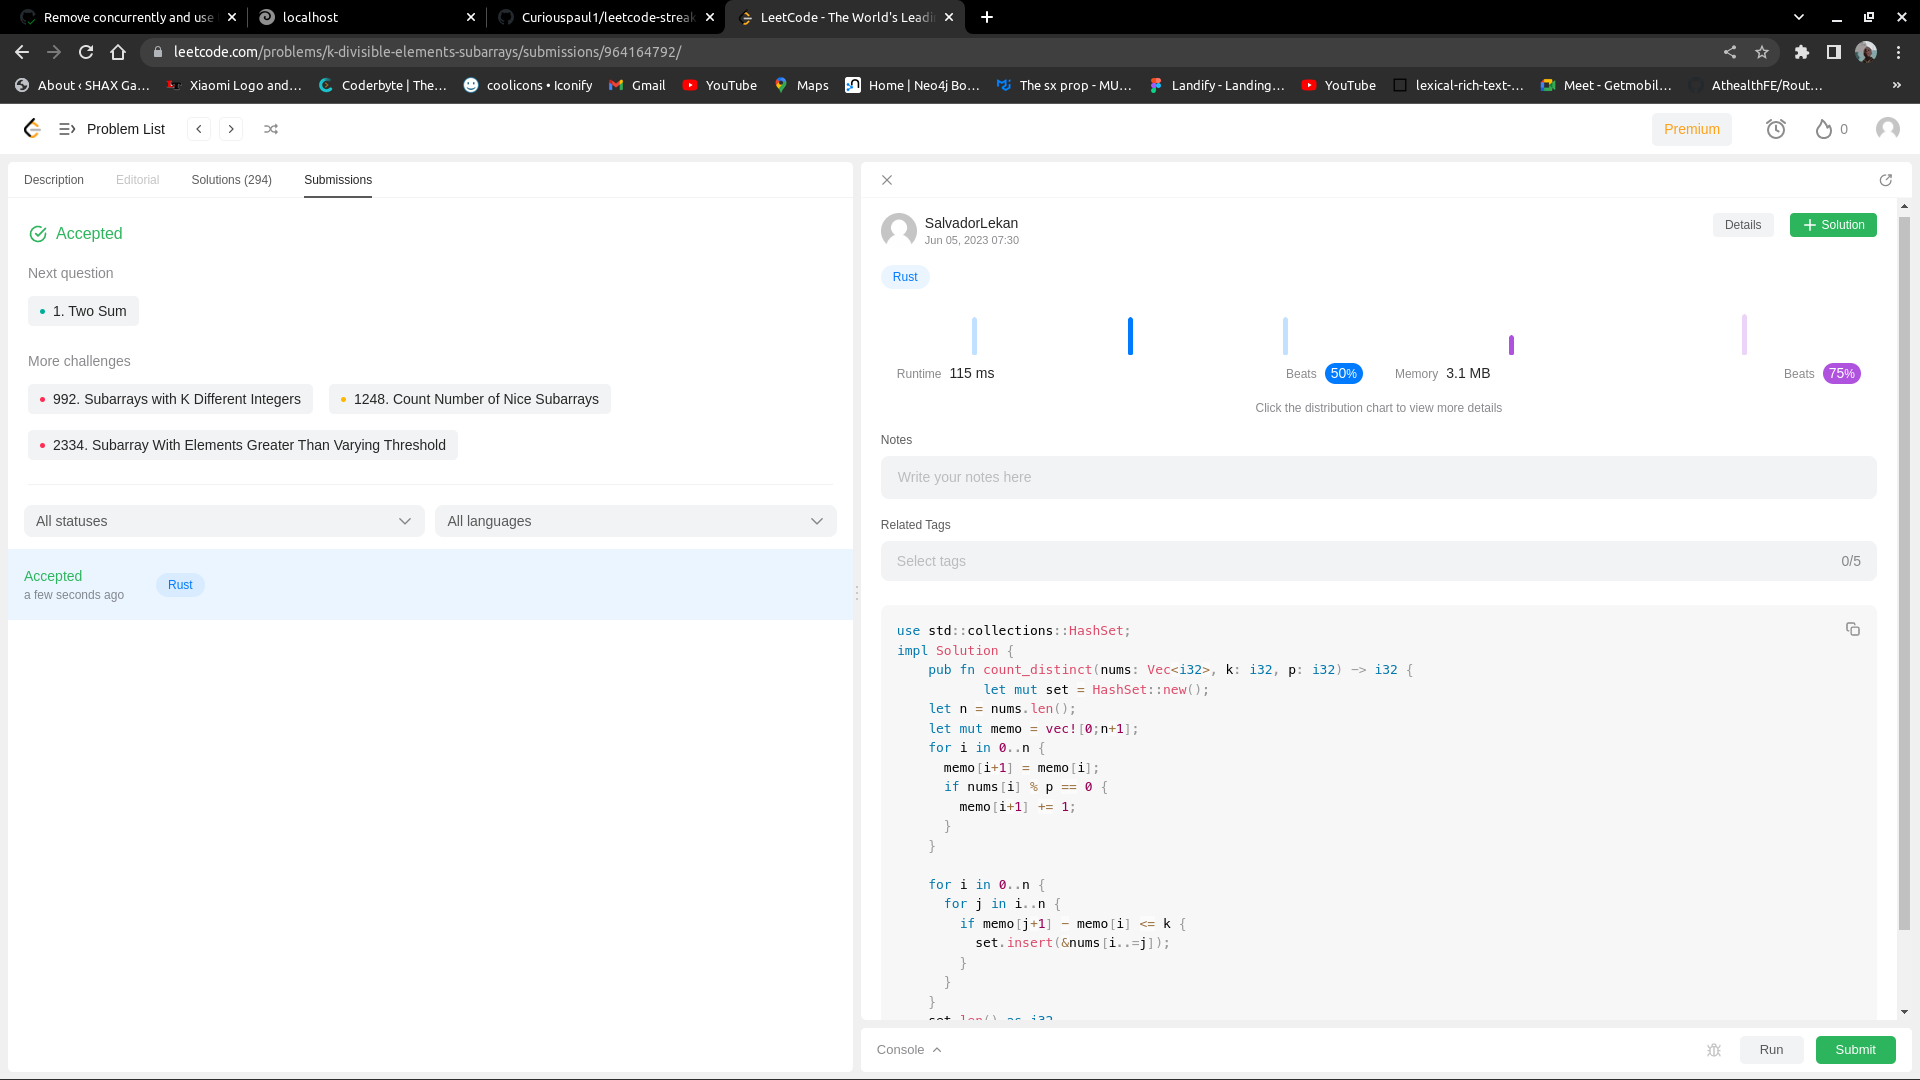 Remove concurrently and use
localhost
Curiouspaul1/leetcode-streak
LeetCode - The World's Leadi
leetcode.com/problems/k-divisible-elements-subarrays/submissions/964164792/
About ‹ SHAX Ga…
Xiaomi Logo and…
Coderbyte | The…
coolicons • Iconify
Gmail
YouTube
Maps
Home | Neo4j Bo…
The sx prop - MU…
Landify - Landing…
YouTube
lexical-rich-text-…
Meet - Getmobil…
AthealthFE/Rout…
»
Problem List
Premium
0
Description
Editorial
Solutions (294)
Submissions
Accepted
Next question
1. Two Sum
More challenges
992. Subarrays with K Different Integers
1248. Count Number of Nice Subarrays
2334. Subarray With Elements Greater Than Varying Threshold
All statuses
All languages
Accepted
a few seconds ago
Rust
SalvadorLekan
Jun 05, 2023 07:30
Details
Solution
Rust
Runtime 115 ms
Beats 50%
Memory 3.1 MB
Beats 75%
Click the distribution chart to view more details
Notes
Write your notes here
Related Tags
Select tags
0/5
use std::collections::HashSet;
impl Solution {
    pub fn count_distinct(nums: Vec<i32>, k: i32, p: i32) -> i32 {
           let mut set = HashSet::new();
    let n = nums.len();
    let mut memo = vec![0;n+1];
    for i in 0..n {
      memo[i+1] = memo[i];
      if nums[i] % p == 0 {
        memo[i+1] += 1;
      }
    }
    for i in 0..n {
      for j in i..n {
        if memo[j+1] - memo[i] <= k {
          set.insert(&nums[i..=j]);
        }
      }
    }
    set.len() as i32
Console
Run
Submit